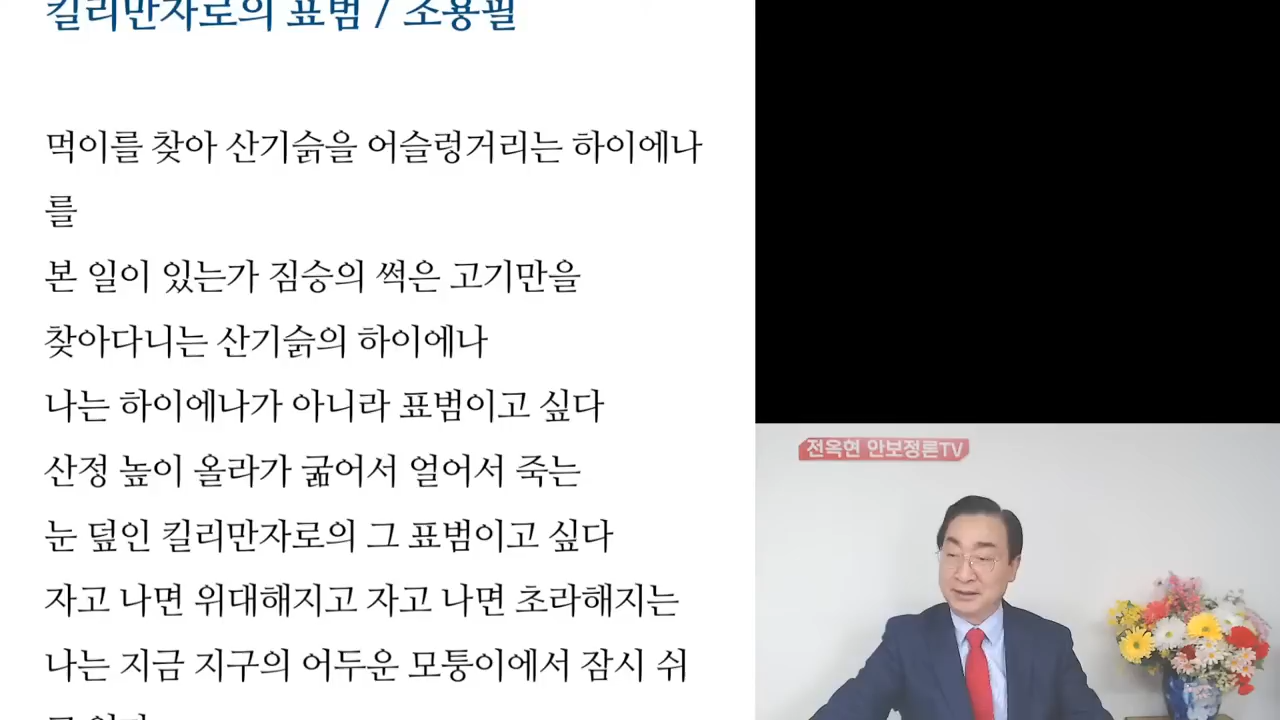 킬리만자로의 표범 / 조용필
먹이를 찾아 산기슭을 어슬렁거리는 하이에나
를
본 일이 있는가 짐승의 썩은 고기만을
찾아다니는 산기슭의 하이에나
나는 하이에나가 아니라 표범이고 싶다
산정 높이 올라가 굶어서 얼어서 죽는
눈 덮인 킬리만자로의 그 표범이고 싶다
자고 나면 위대해지고 자고 나면 초라해지는
나는 지금 지구의 어두운 모퉁이에서 잠시 쉬
전옥현 안보정론TV